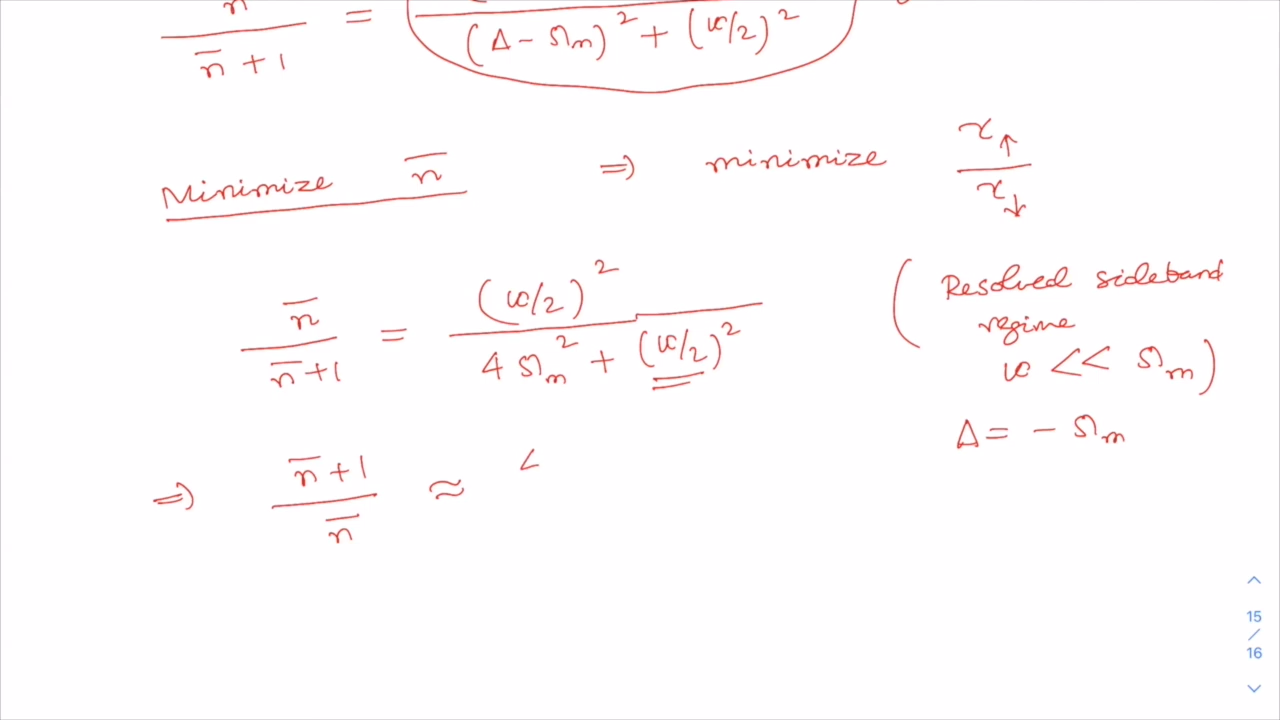 n̄ / (n̄ + 1) = / ((Δ - Ωm)² + (κ/2)²)
Minimize n̄ ⇒ minimize x↑ / x↓
n̄ / (n̄+1) = (κ/2)² / (4 Ωm² + (κ/2)²)
(Resolved sideband
regime
κ << Ωm)
Δ = - Ωm
⇒ (n̄ + 1) / n̄ ≈
15
/
16